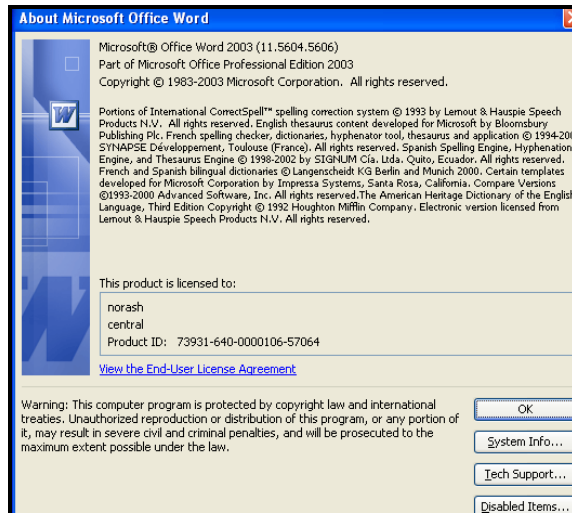 About Microsoft Office Word
Microsoft® Office Word 2003 (11.5604.5606)
Part of Microsoft Office Professional Edition 2003
Copyright © 1983-2003 Microsoft Corporation.  All rights reserved.
Portions of International CorrectSpell™ spelling correction system © 1993 by Lernout & Hauspie Speech
Products N.V.  All rights reserved. English thesaurus content developed for Microsoft by Bloomsbury
Publishing Plc. French spelling checker, dictionaries, hyphenator tool, thesaurus and application © 1994-200
SYNAPSE Développement, Toulouse (France). All rights reserved. Spanish Spelling Engine, Hyphenation
Engine, and Thesaurus Engine © 1998-2002 by SIGNUM Cía. Ltda. Quito, Ecuador. All rights reserved.
French and Spanish bilingual dictionaries © Langenscheidt KG Berlin and Munich 2000. Certain templates
developed for Microsoft Corporation by Impressa Systems, Santa Rosa, California. Compare Versions
©1993-2000 Advanced Software, Inc. All rights reserved.The American Heritage Dictionary of the English
Language, Third Edition Copyright © 1992 Houghton Mifflin Company. Electronic version licensed from
Lernout & Hauspie Speech Products N.V. All rights reserved.
W
This product is licensed to:
norash
central
Product ID:  73931-640-0000106-57064
View the End-User License Agreement
Warning: This computer program is protected by copyright law and international
treaties. Unauthorized reproduction or distribution of this program, or any portion of
it, may result in severe civil and criminal penalties, and will be prosecuted to the
maximum extent possible under the law.
OK
System Info...
Tech Support...
Disabled Items...